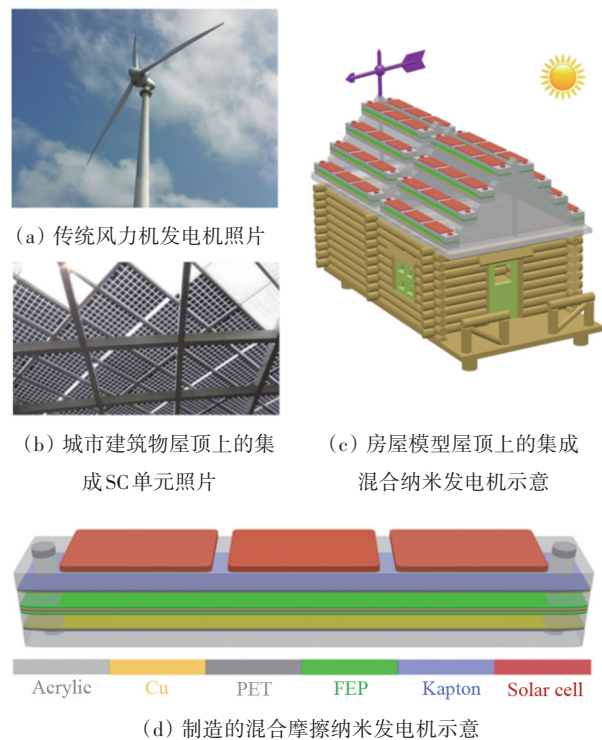 (a) 传统风力机发电机照片
(b) 城市建筑物屋顶上的集
成SC单元照片
(c) 房屋模型屋顶上的集成
混合纳米发电机示意
Acrylic Cu PET FEP Kapton Solar cell
(d) 制造的混合摩擦纳米发电机示意